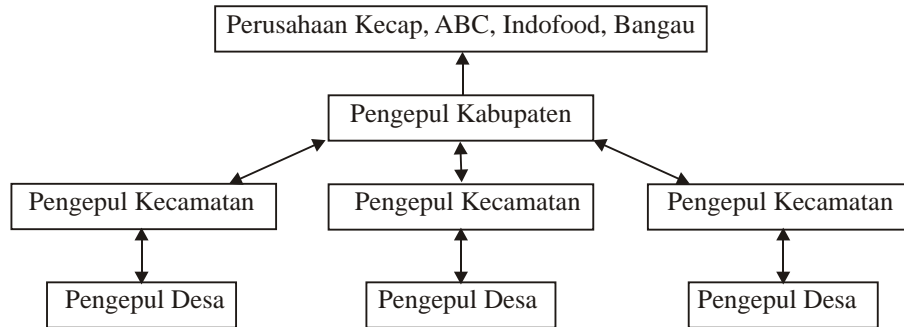 Perusahaan Kecap, ABC, Indofood, Bangau
Pengepul Kabupaten
Pengepul Kecamatan
Pengepul Kecamatan
Pengepul Kecamatan
Pengepul Desa
Pengepul Desa
Pengepul Desa